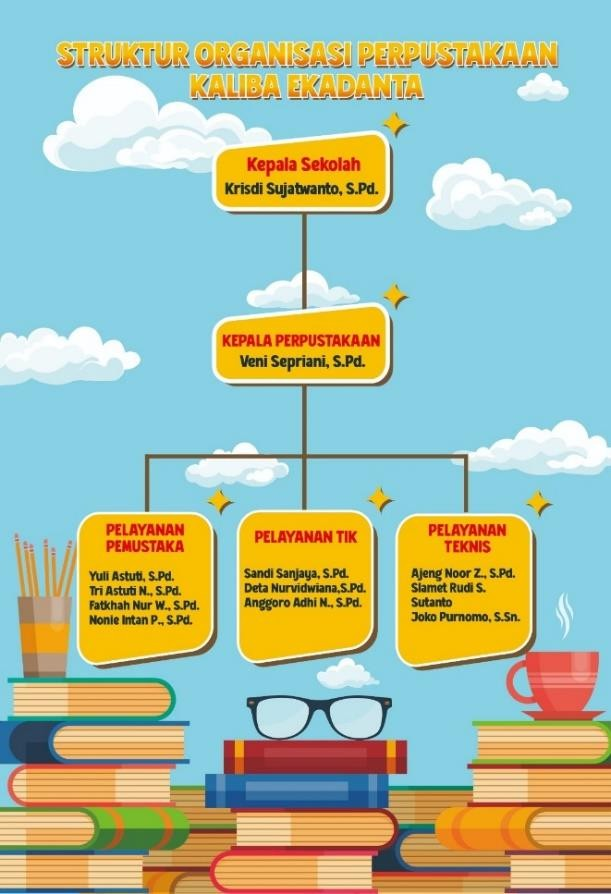 STRUKTUR ORGANISASI PERPUSTAKAAN
KALIBA EKADANTA
Kepala Sekolah
Krisdi Sujatwanto, S.Pd.
KEPALA PERPUSTAKAAN
Veni Sepriani, S.Pd.
PELAYANAN
PEMUSTAKA
Yuli Astuti, S.Pd.
Tri Astuti N., S.Pd.
Fatkhah Nur W., S.Pd.
Nonie Intan P., S.Pd.
PELAYANAN TIK
Sandi Sanjaya, S.Pd.
Deta Nurvidwiana,S.Pd.
Anggoro Adhi N., S.Pd.
PELAYANAN
TEKNIS
Ajeng Noor Z., S.Pd.
Slamet Rudi S.
Sutanto
Joko Purnomo, S.Sn.